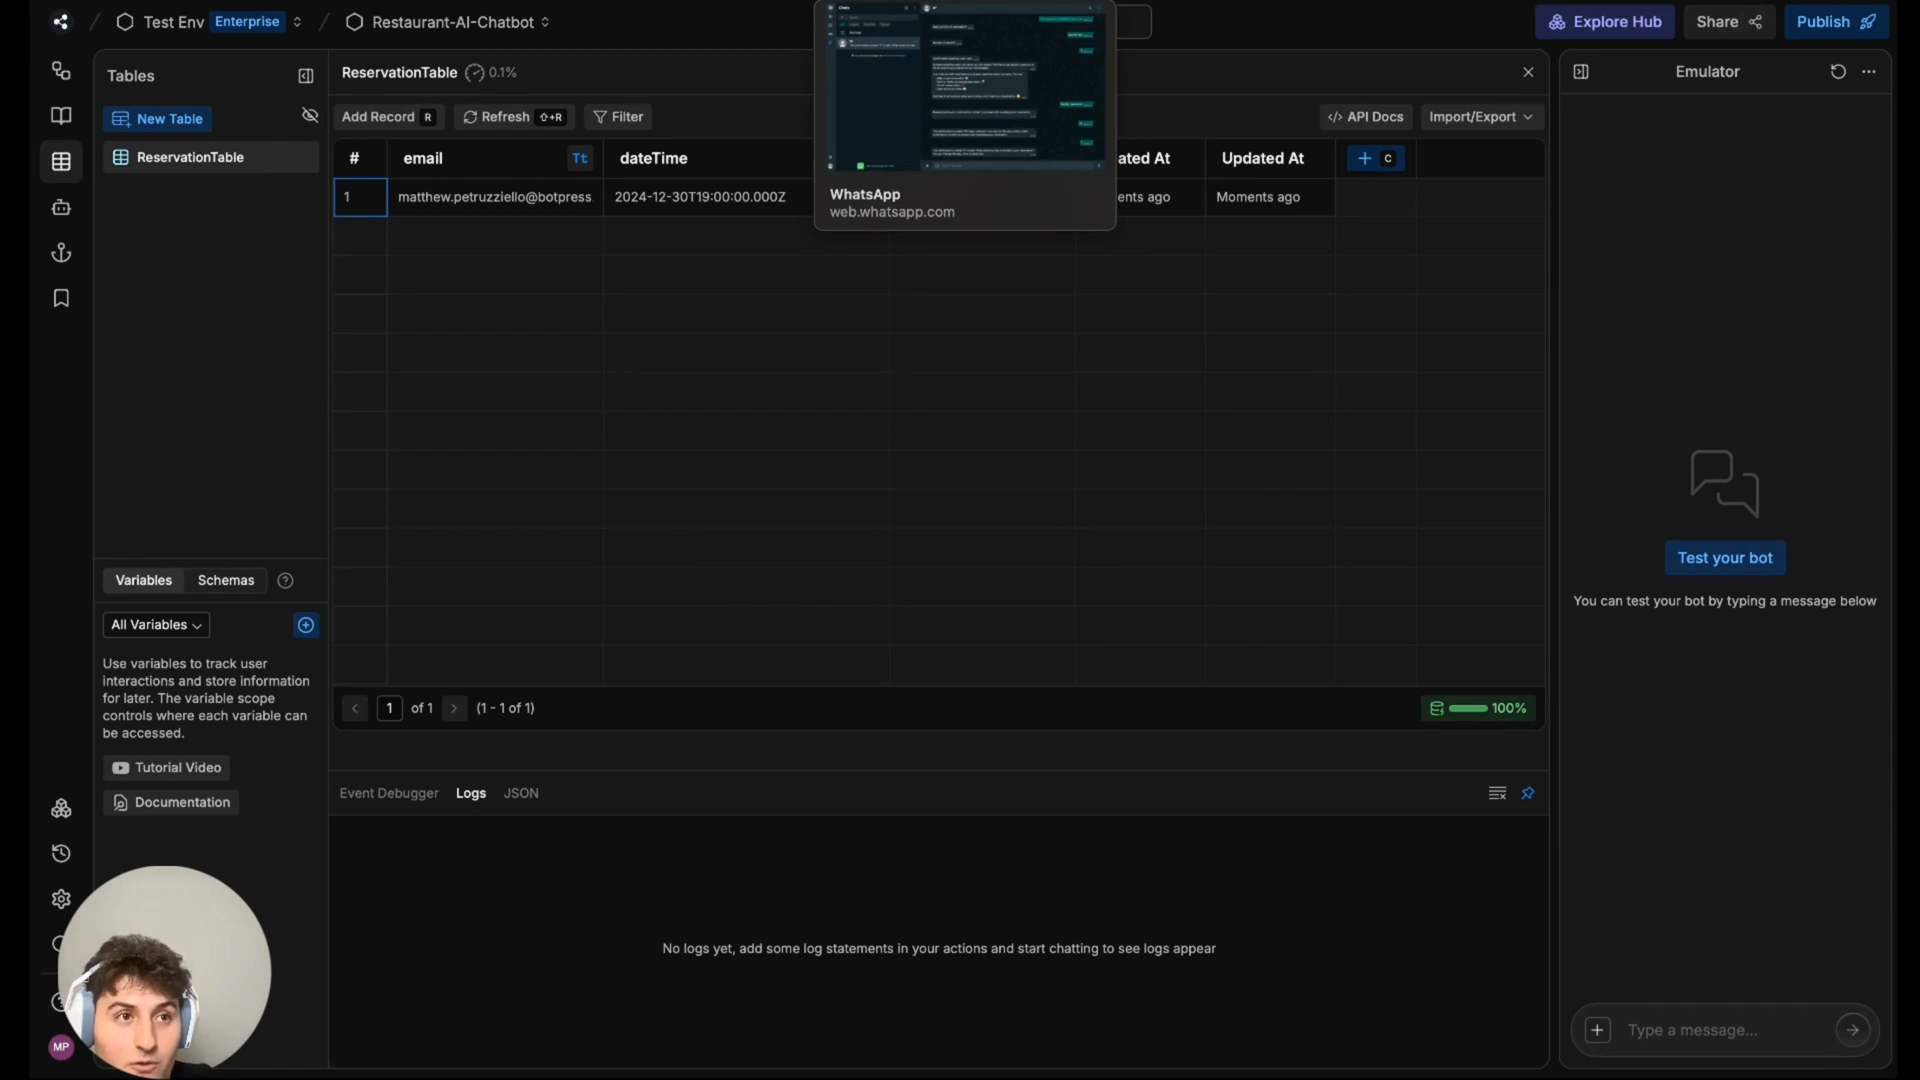 Test Env Enterprise
Restaurant-AI-Chatbot
Explore Hub
Share
Publish
Tables
New Table
ReservationTable
ReservationTable 0.1%
Add Record R
Refresh ⇧+R
Filter
</> API Docs
Import/Export
# email Tt dateTime ated At Updated At + C
1 matthew.petruzziello@botpress 2024-12-30T19:00:00.000Z ents ago Moments ago
WhatsApp
web.whatsapp.com
1 of 1 (1 - 1 of 1)
100%
Variables Schemas
All Variables
Use variables to track user
interactions and store information
for later. The variable scope
controls where each variable can
be accessed.
Tutorial Video
Documentation
Event Debugger Logs JSON
No logs yet, add some log statements in your actions and start chatting to see logs appear
MP
Emulator
Test your bot
You can test your bot by typing a message below
Type a message...